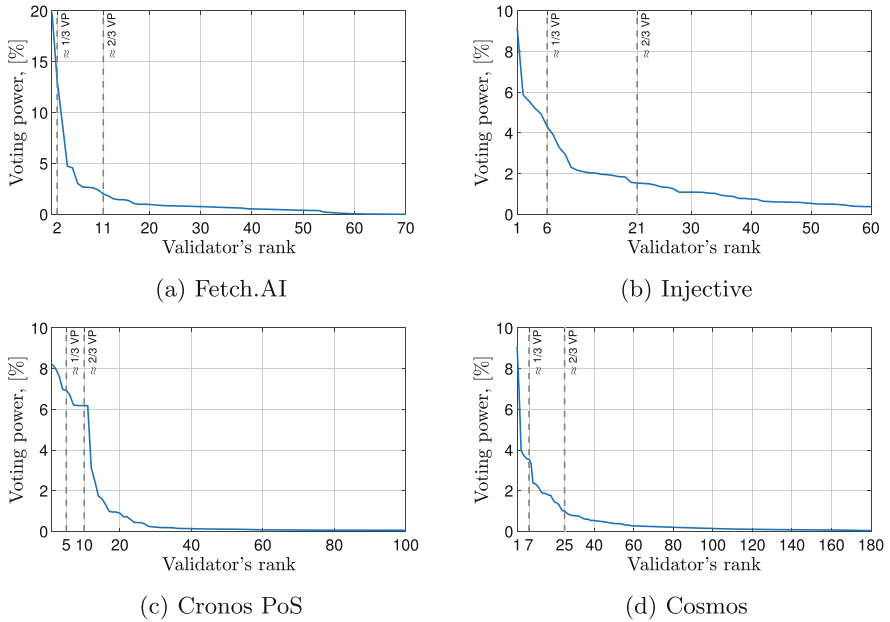 20
15
10
5
0
Voting power, [%]
≈ 1/3 VP
≈ 2/3 VP
2 11 20 30 40 50 60 70
Validator's rank
(a) Fetch.AI
10
8
6
4
2
0
Voting power, [%]
≈ 1/3 VP
≈ 2/3 VP
1 6 21 30 40 50 60
Validator's rank
(b) Injective
10
8
6
4
2
0
Voting power, [%]
≈ 1/3 VP
≈ 2/3 VP
5 10 20 40 60 80 100
Validator's rank
(c) Cronos PoS
10
8
6
4
2
0
Voting power, [%]
≈ 1/3 VP
≈ 2/3 VP
1 7 25 40 60 80 100 120 140 160 180
Validator's rank
(d) Cosmos